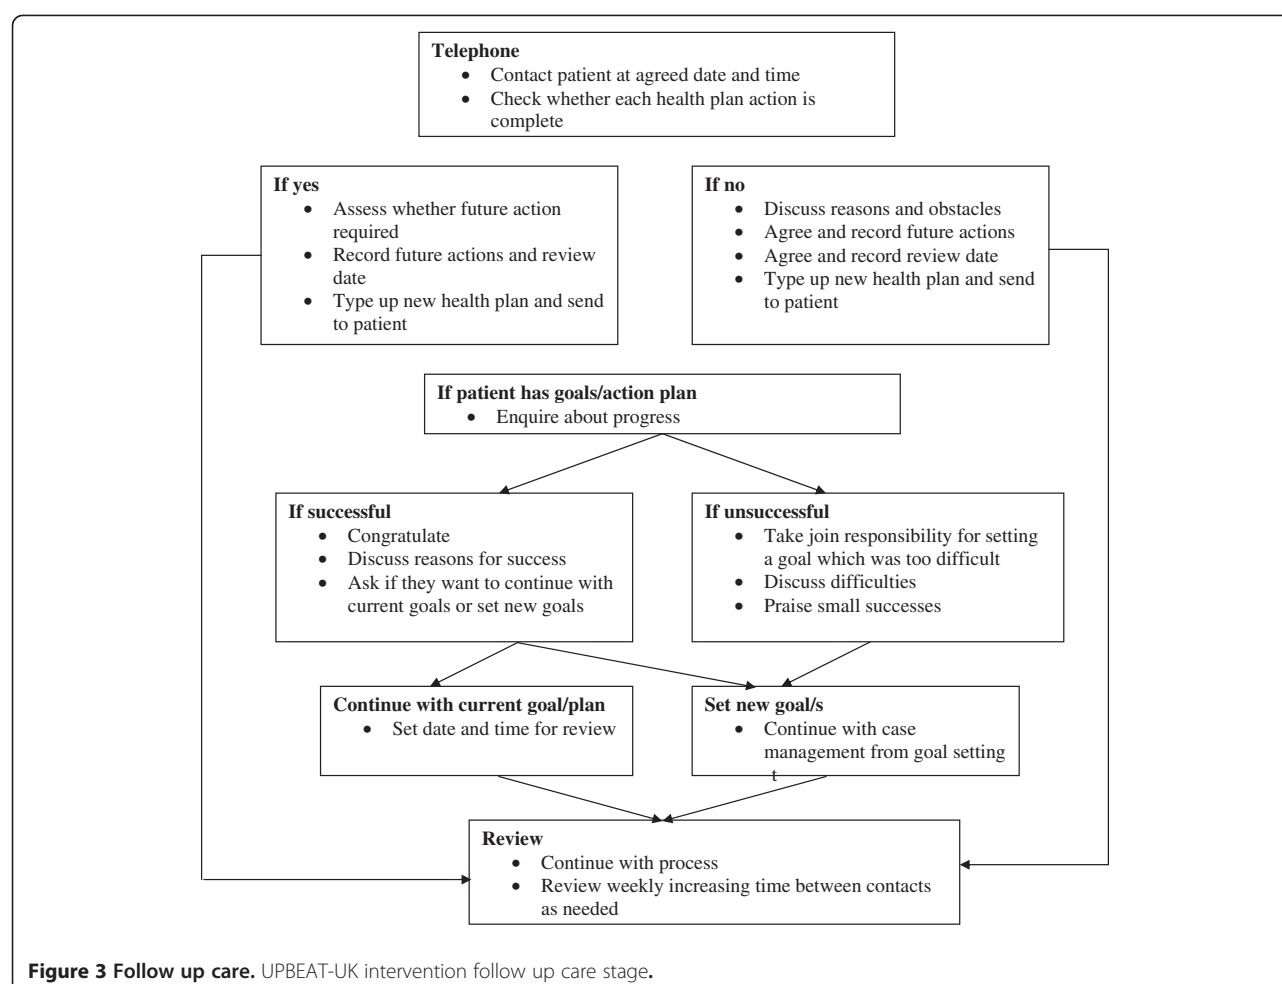 Telephone
• Contact patient at agreed date and time
• Check whether each health plan action is
complete
If yes
• Assess whether future action
required
• Record future actions and review
date
• Type up new health plan and send
to patient
If no
• Discuss reasons and obstacles
• Agree and record future actions
• Agree and record review date
• Type up new health plan and send
to patient
If patient has goals/action plan
• Enquire about progress
If successful
• Congratulate
• Discuss reasons for success
• Ask if they want to continue with
current goals or set new goals
If unsuccessful
• Take join responsibility for setting
a goal which was too difficult
• Discuss difficulties
• Praise small successes
Continue with current goal/plan
• Set date and time for review
Set new goal/s
• Continue with case
management from goal setting
t
Review
• Continue with process
• Review weekly increasing time between contacts
as needed
Figure 3 Follow up care. UPBEAT-UK intervention follow up care stage.